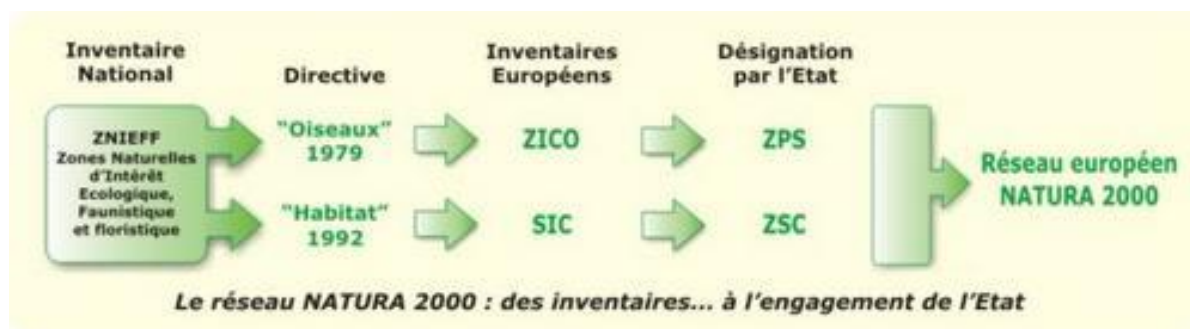 Inventaire
National
Directive
Inventaires
Européens
Désignation
par l'Etat
ZNIEFF
Zones Naturelles
d'Intérêt
Ecologique,
Faunistique
et floristique
"Oiseaux"
1979
ZICO
ZPS
"Habitat"
1992
SIC
ZSC
Réseau européen
NATURA 2000
Le réseau NATURA 2000 : des inventaires... à l'engagement de l'Etat